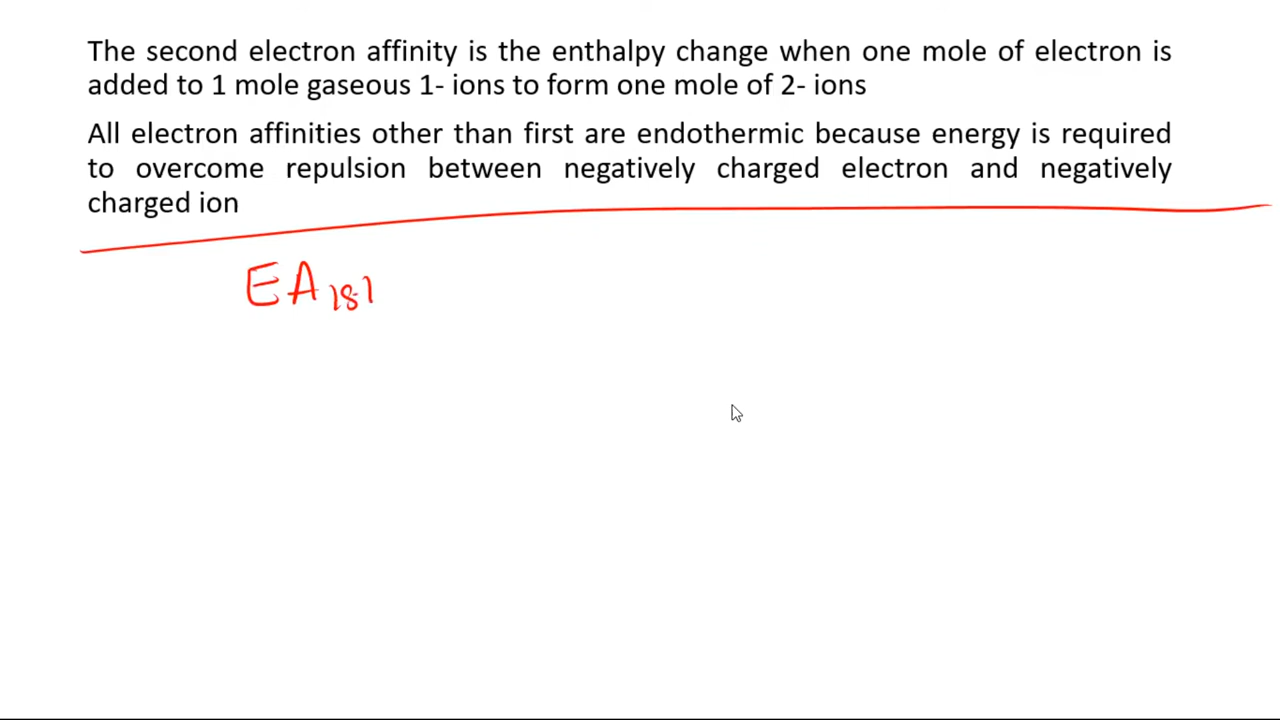 The second electron affinity is the enthalpy change when one mole of electron is
added to 1 mole gaseous 1- ions to form one mole of 2- ions
All electron affinities other than first are endothermic because energy is required
to overcome repulsion between negatively charged electron and negatively
charged ion
EA